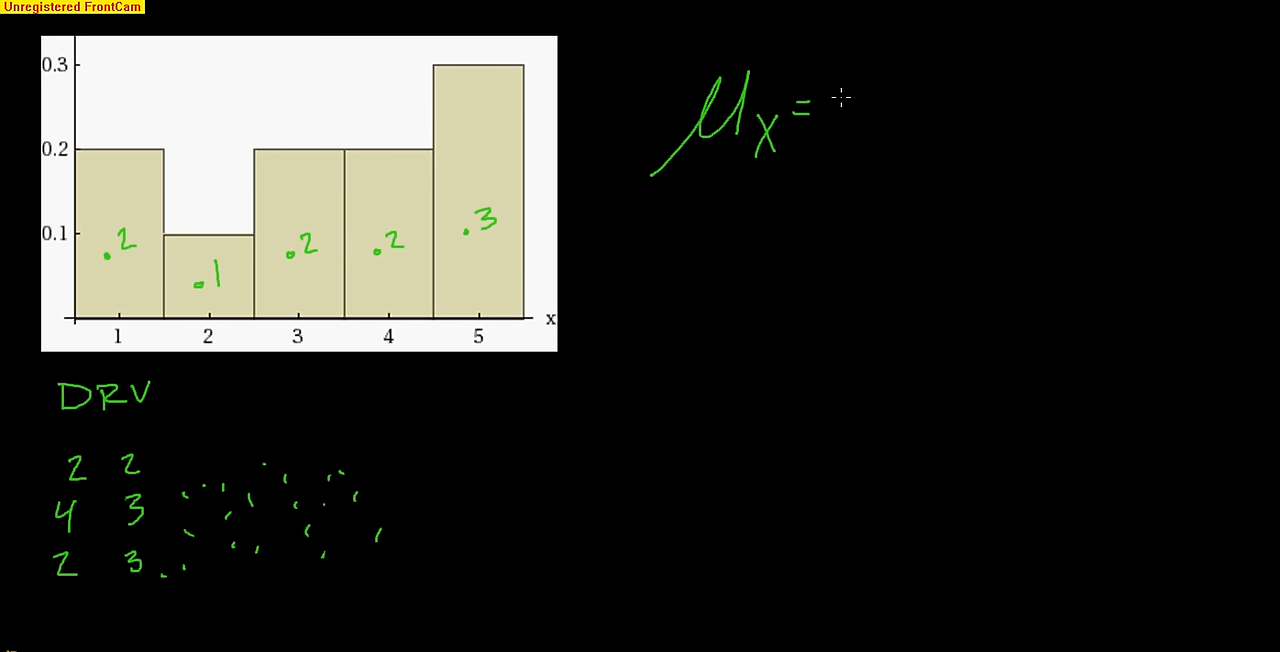 Unregistered FrontCam
0.3
0.2
0.1
.2 .1 .2 .2 .3
x
1 2 3 4 5
μx =
DRV
2 2
4 3
2 3